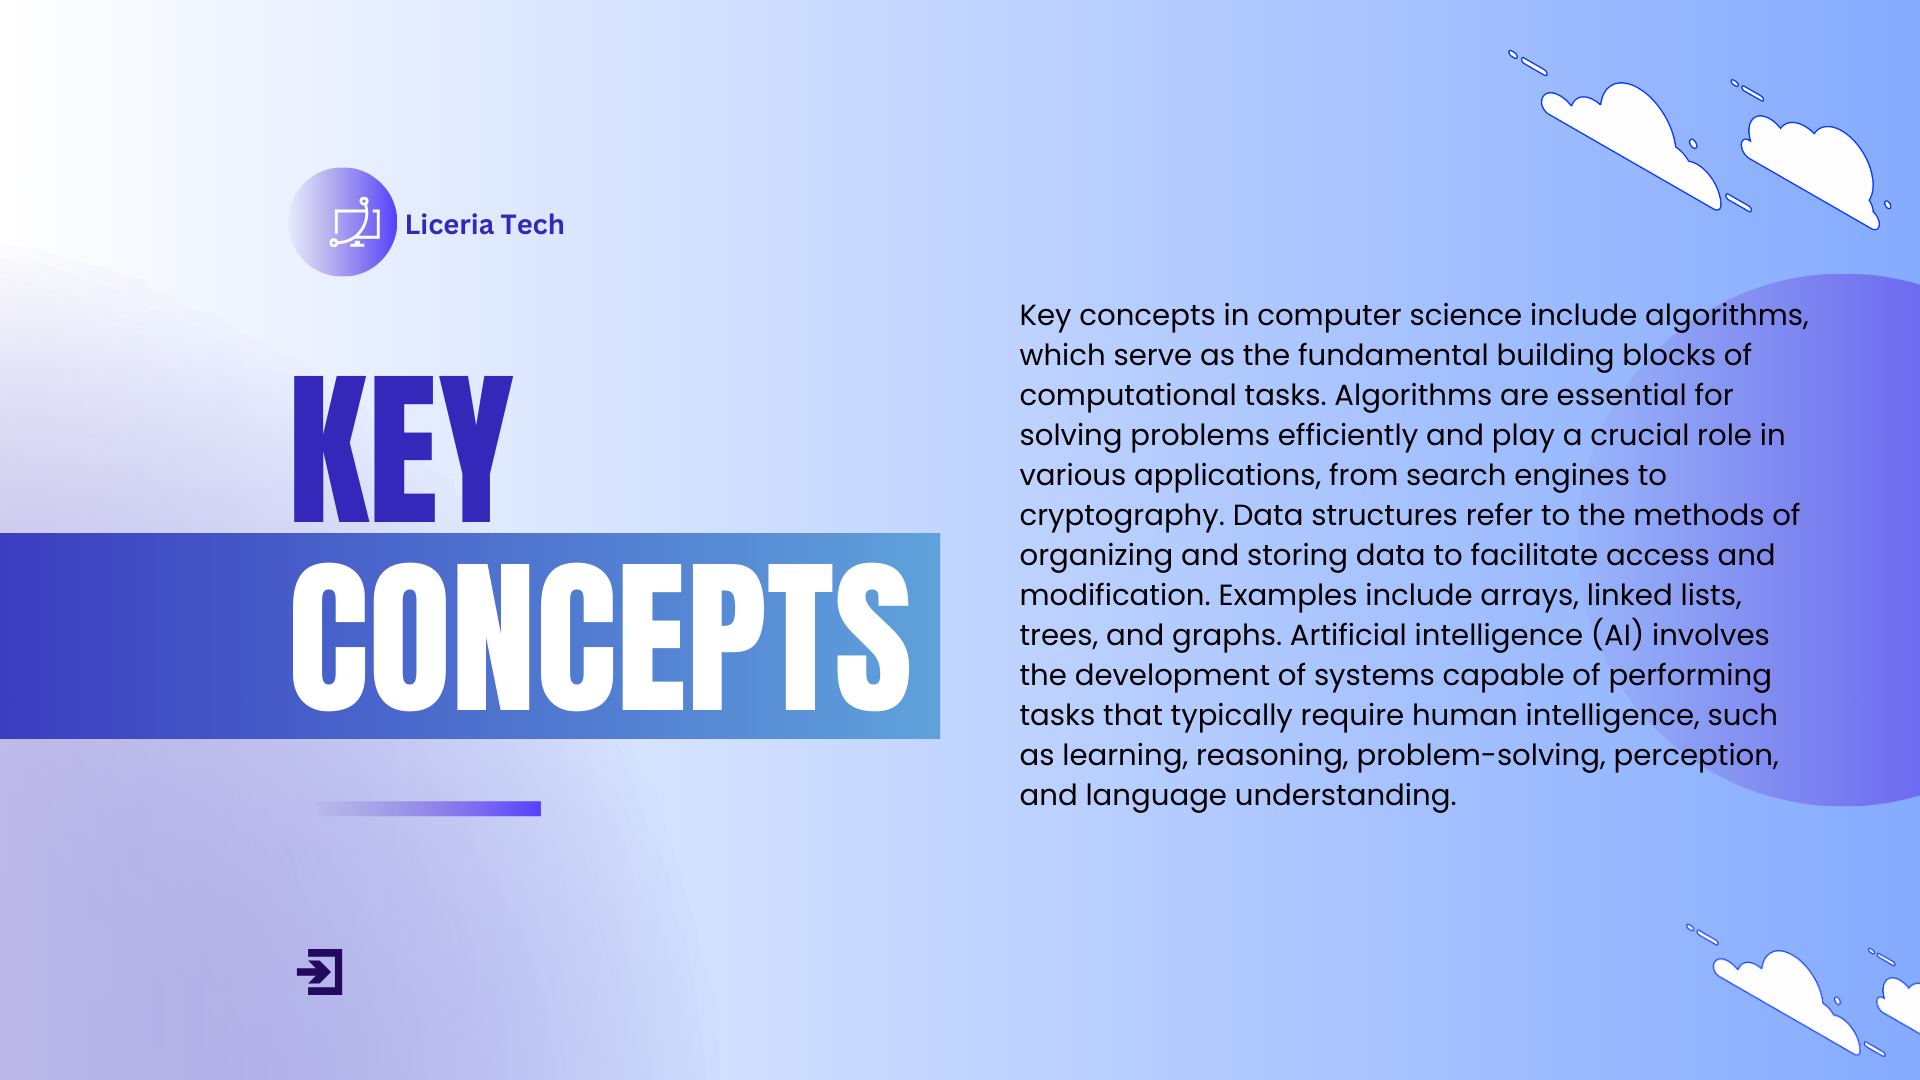 Liceria Tech
KEY
CONCEPTS
Key concepts in computer science include algorithms,
which serve as the fundamental building blocks of
computational tasks. Algorithms are essential for
solving problems efficiently and play a crucial role in
various applications, from search engines to
cryptography. Data structures refer to the methods of
organizing and storing data to facilitate access and
modification. Examples include arrays, linked lists,
trees, and graphs. Artificial intelligence (AI) involves
the development of systems capable of performing
tasks that typically require human intelligence, such
as learning, reasoning, problem-solving, perception,
and language understanding.